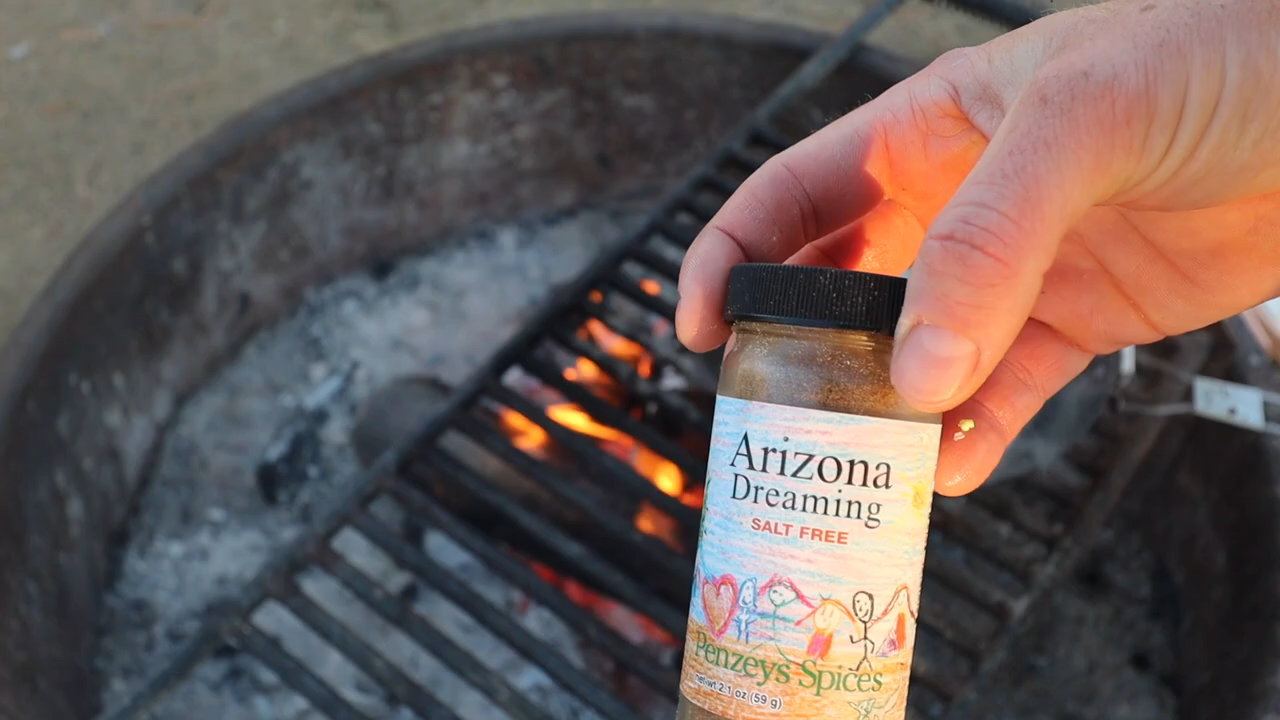 Arizona
Dreaming
SALT FREE
Penzeys Spices
net wt 2.1 oz (59 g)